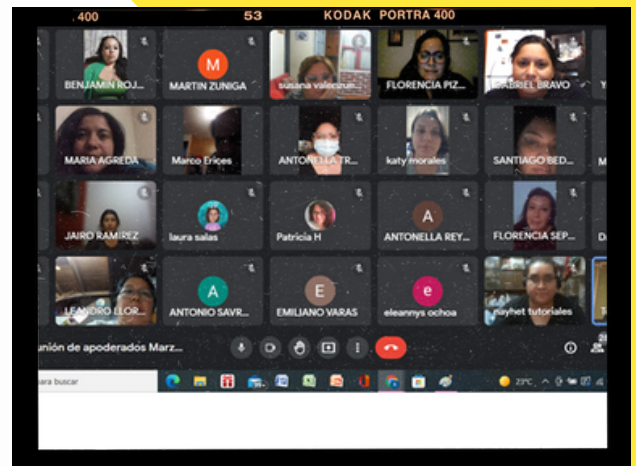 400 53 KODAK PORTRA 400
BENJAMIN ROJ... MARTIN ZUNIGA susana valenzue... FLORENCIA PIZ... GABRIEL BRAVO Y
M
MARIA AGREDA Marco Erices ANTONELLA TR... katy morales SANTIAGO BED... M
JAIRO RAMIREZ laura salas Patricia H ANTONELLA REY... FLORENCIA SEP... D
A
LEANDRO LLOR... ANTONIO SAVR... EMILIANO VARAS eleannys ochoa nayhet tutoriales
A E e
unión de apoderados Marz...
ara buscar 99+ 23°C